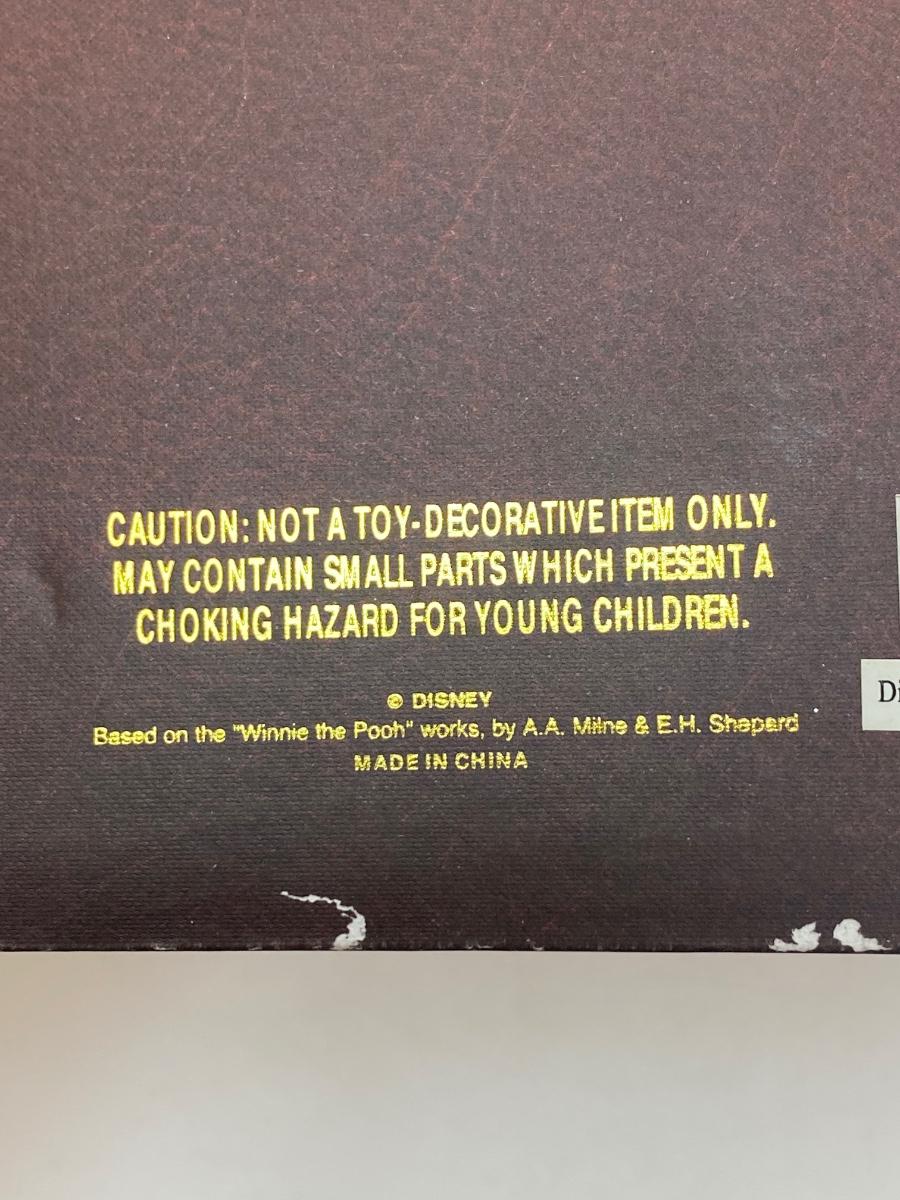 CAUTION: NOT A TOY-DECORATIVE ITEM ONLY.
MAY CONTAIN SMALL PARTS WHICH PRESENT A
CHOKING HAZARD FOR YOUNG CHILDREN.
© DISNEY
Based on the "Winnie the Pooh" works, by A.A. Milne & E.H. Shepard
MADE IN CHINA